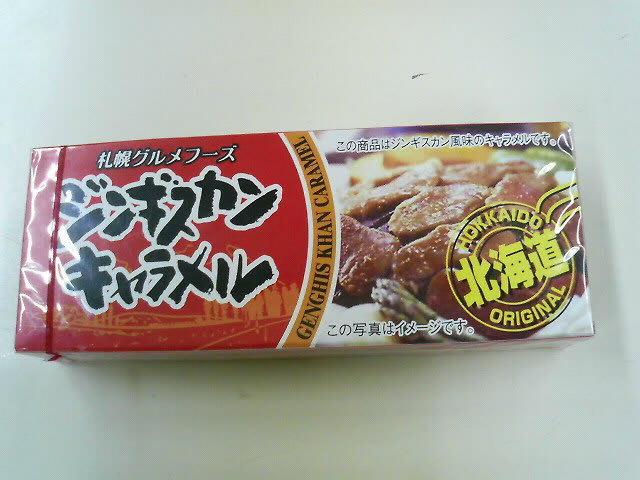 札幌グルメフーズ
ジンギスカン
キャラメル
GENGHIS KHAN CARAMEL
この商品はジンギスカン風味のキャラメルです。
HOKKAIDO
北海道
ORIGINAL
この写真はイメージです。